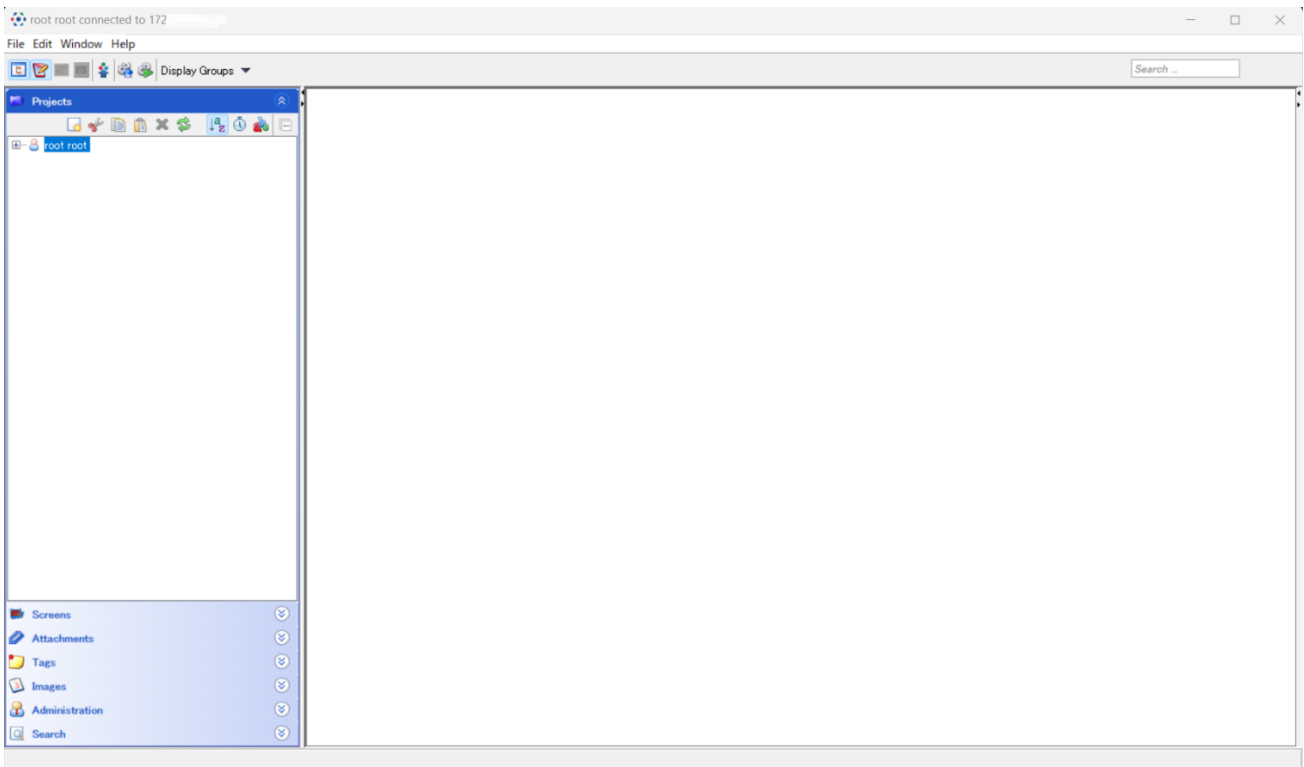 root root connected to 172
File Edit Window Help
Display Groups
Search ...
Projects
root root
Screens
Attachments
Tags
Images
Administration
Search